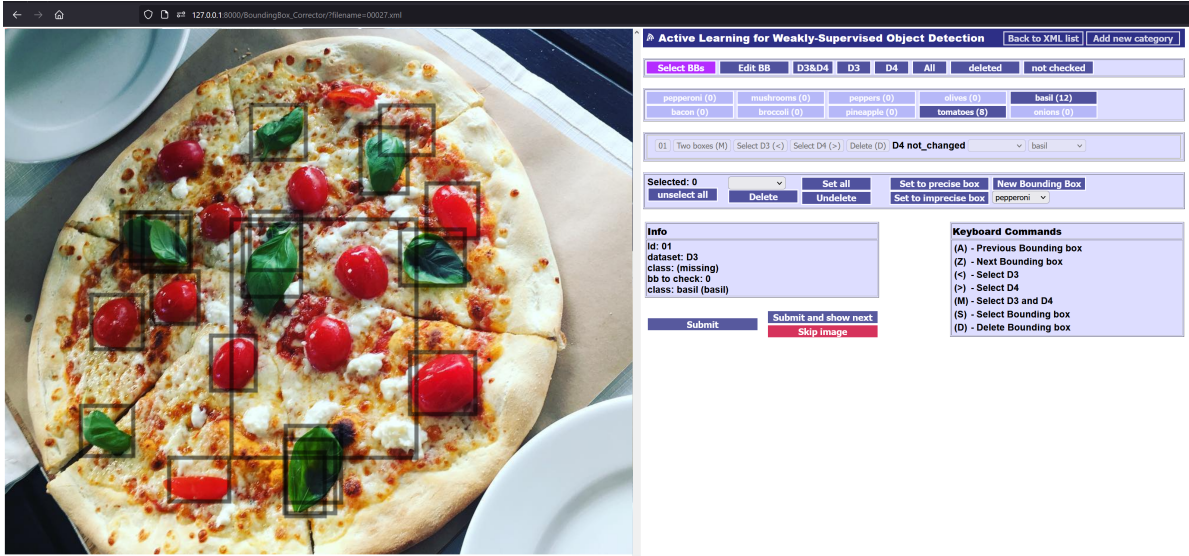 127.0.0.1:8000/BoundingBox_Corrector/?filename=00027.xml
Active Learning for Weakly-Supervised Object Detection Back to XML list Add new category
Select BBs Edit BB D3&D4 D3 D4 All deleted not checked
pepperoni (0) mushrooms (0) peppers (0) olives (0) basil (12)
bacon (0) broccoli (0) pineapple (0) tomatoes (8) onions (0)
01 Two boxes (M) Select D3 (<) Select D4 (>) Delete (D) D4 not_changed basil
Selected: 0 Set all Set to precise box New Bounding Box
unselect all Delete Undelete Set to imprecise box pepperoni
Info
Id: 01
dataset: D3
class: (missing)
bb to check: 0
class: basil (basil)
Submit
Submit and show next
Skip image
Keyboard Commands
(A) - Previous Bounding box
(Z) - Next Bounding box
(<) - Select D3
(>) - Select D4
(M) - Select D3 and D4
(S) - Select Bounding box
(D) - Delete Bounding box